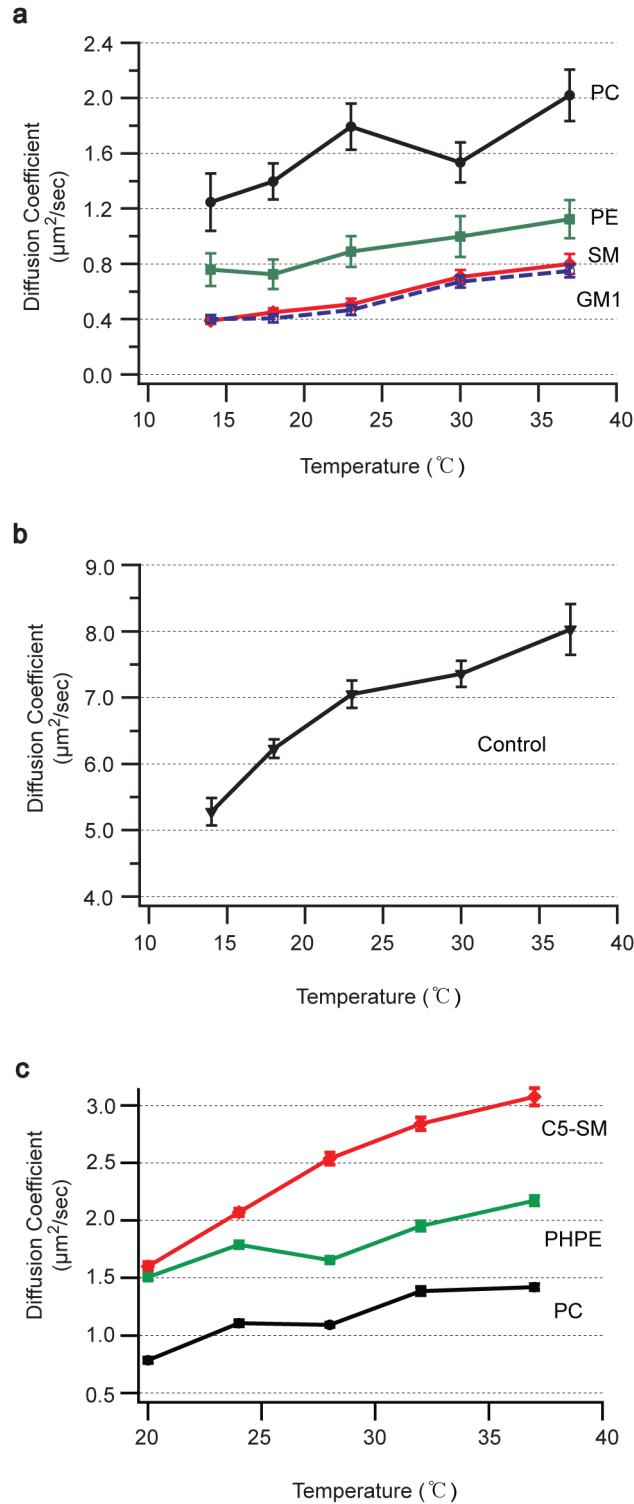 a
2.4
2.0
1.6
1.2
0.8
0.4
0.0
Diffusion Coefficient
(μm²/sec)
PC
PE
SM
GM1
10 15 20 25 30 35 40
Temperature (℃)
b
9.0
8.0
7.0
6.0
5.0
4.0
Diffusion Coefficient
(μm²/sec)
Control
10 15 20 25 30 35 40
Temperature (℃)
c
3.0
2.5
2.0
1.5
1.0
0.5
Diffusion Coefficient
(μm²/sec)
C5-SM
PHPE
PC
20 25 30 35 40
Temperature (℃)